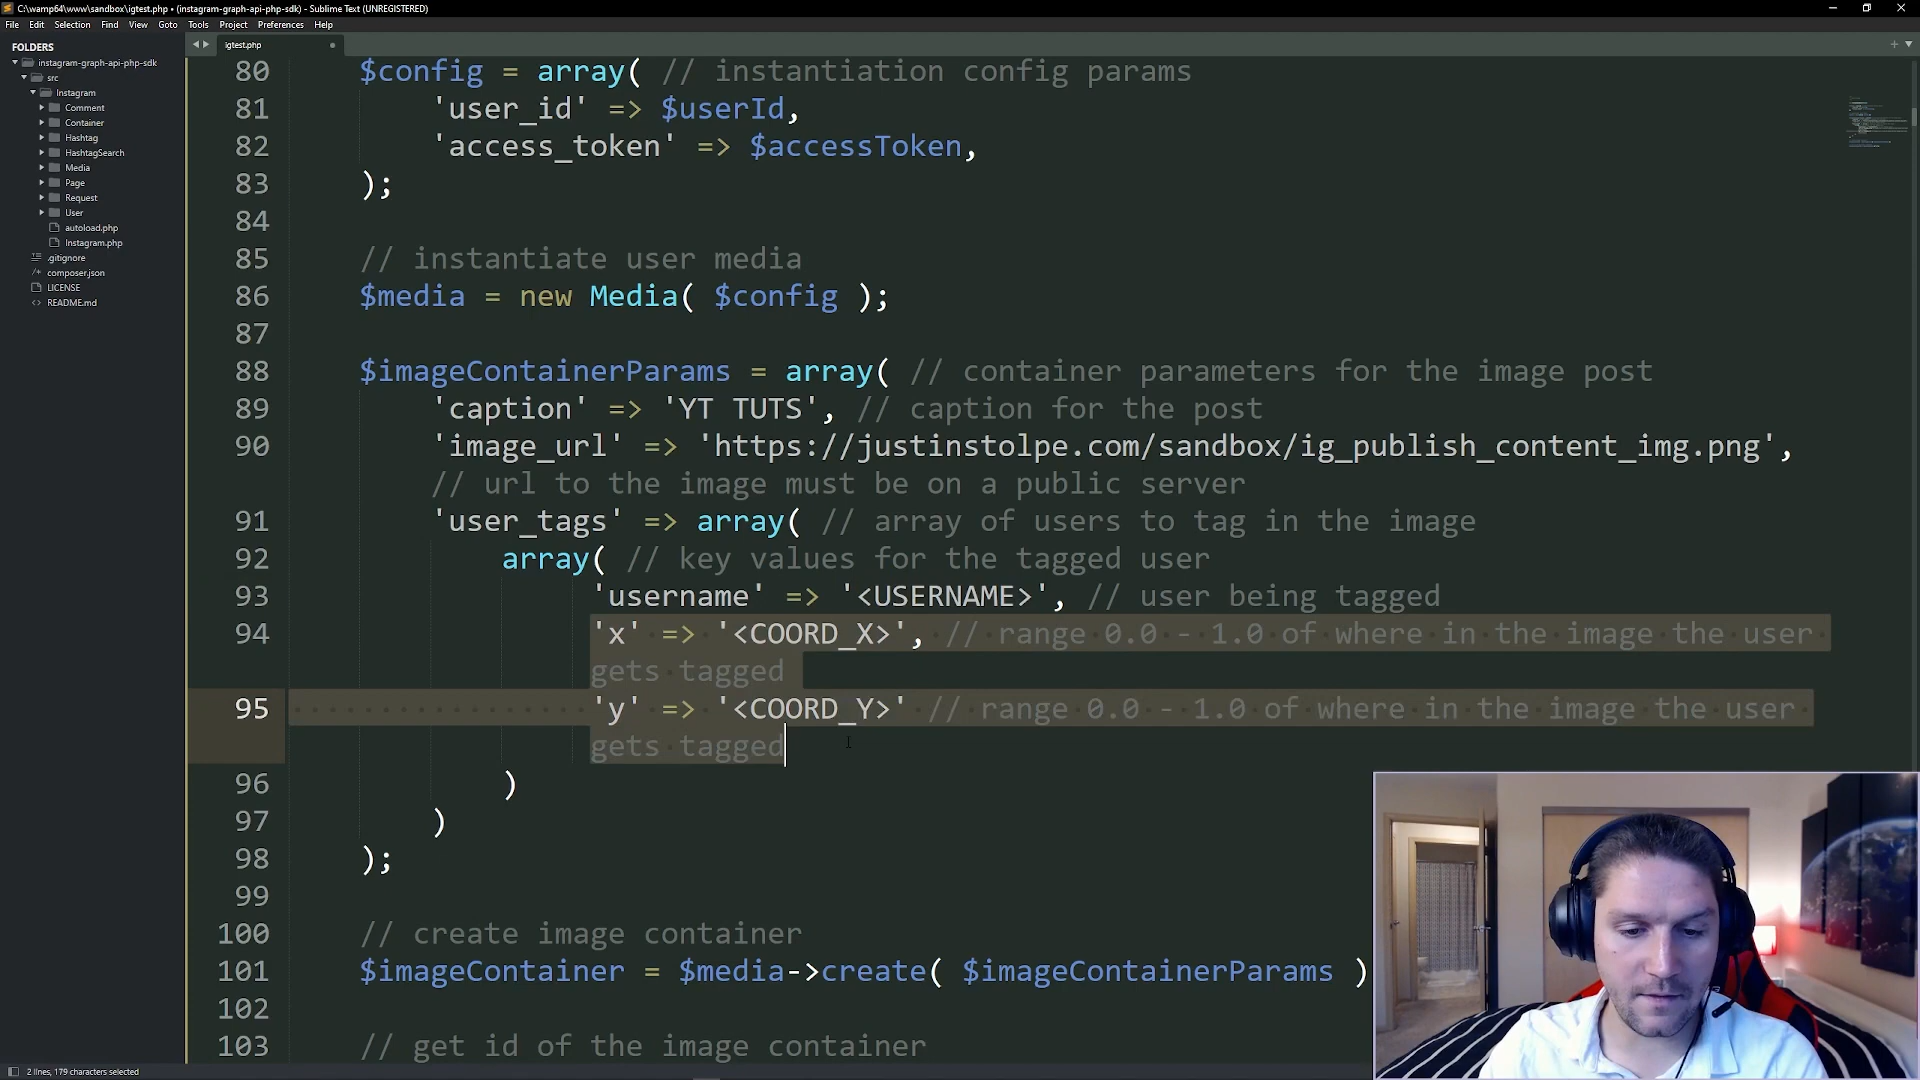 C:\wamp64\www\sandbox\igtest.php • (instagram-graph-api-php-sdk) - Sublime Text (UNREGISTERED)
File Edit Selection Find View Goto Tools Project Preferences Help
FOLDERS
instagram-graph-api-php-sdk
src
Instagram
Comment
Container
Hashtag
HashtagSearch
Media
Page
Request
User
autoload.php
Instagram.php
.gitignore
composer.json
LICENSE
README.md
igtest.php
80 $config = array( // instantiation config params
81 'user_id' => $userId,
82 'access_token' => $accessToken,
83 );
84
85 // instantiate user media
86 $media = new Media( $config );
87
88 $imageContainerParams = array( // container parameters for the image post
89 'caption' => 'YT TUTS', // caption for the post
90 'image_url' => 'https://justinstolpe.com/sandbox/ig_publish_content_img.png',
// url to the image must be on a public server
91 'user_tags' => array( // array of users to tag in the image
92 array( // key values for the tagged user
93 'username' => '<USERNAME>', // user being tagged
94 'x' => '<COORD_X>', // range 0.0 - 1.0 of where in the image the user
gets tagged
95 'y' => '<COORD_Y>' // range 0.0 - 1.0 of where in the image the user
gets tagged
96 )
97 )
98 );
99
100 // create image container
101 $imageContainer = $media->create( $imageContainerParams )
102
103 // get id of the image container
2 lines, 179 characters selected